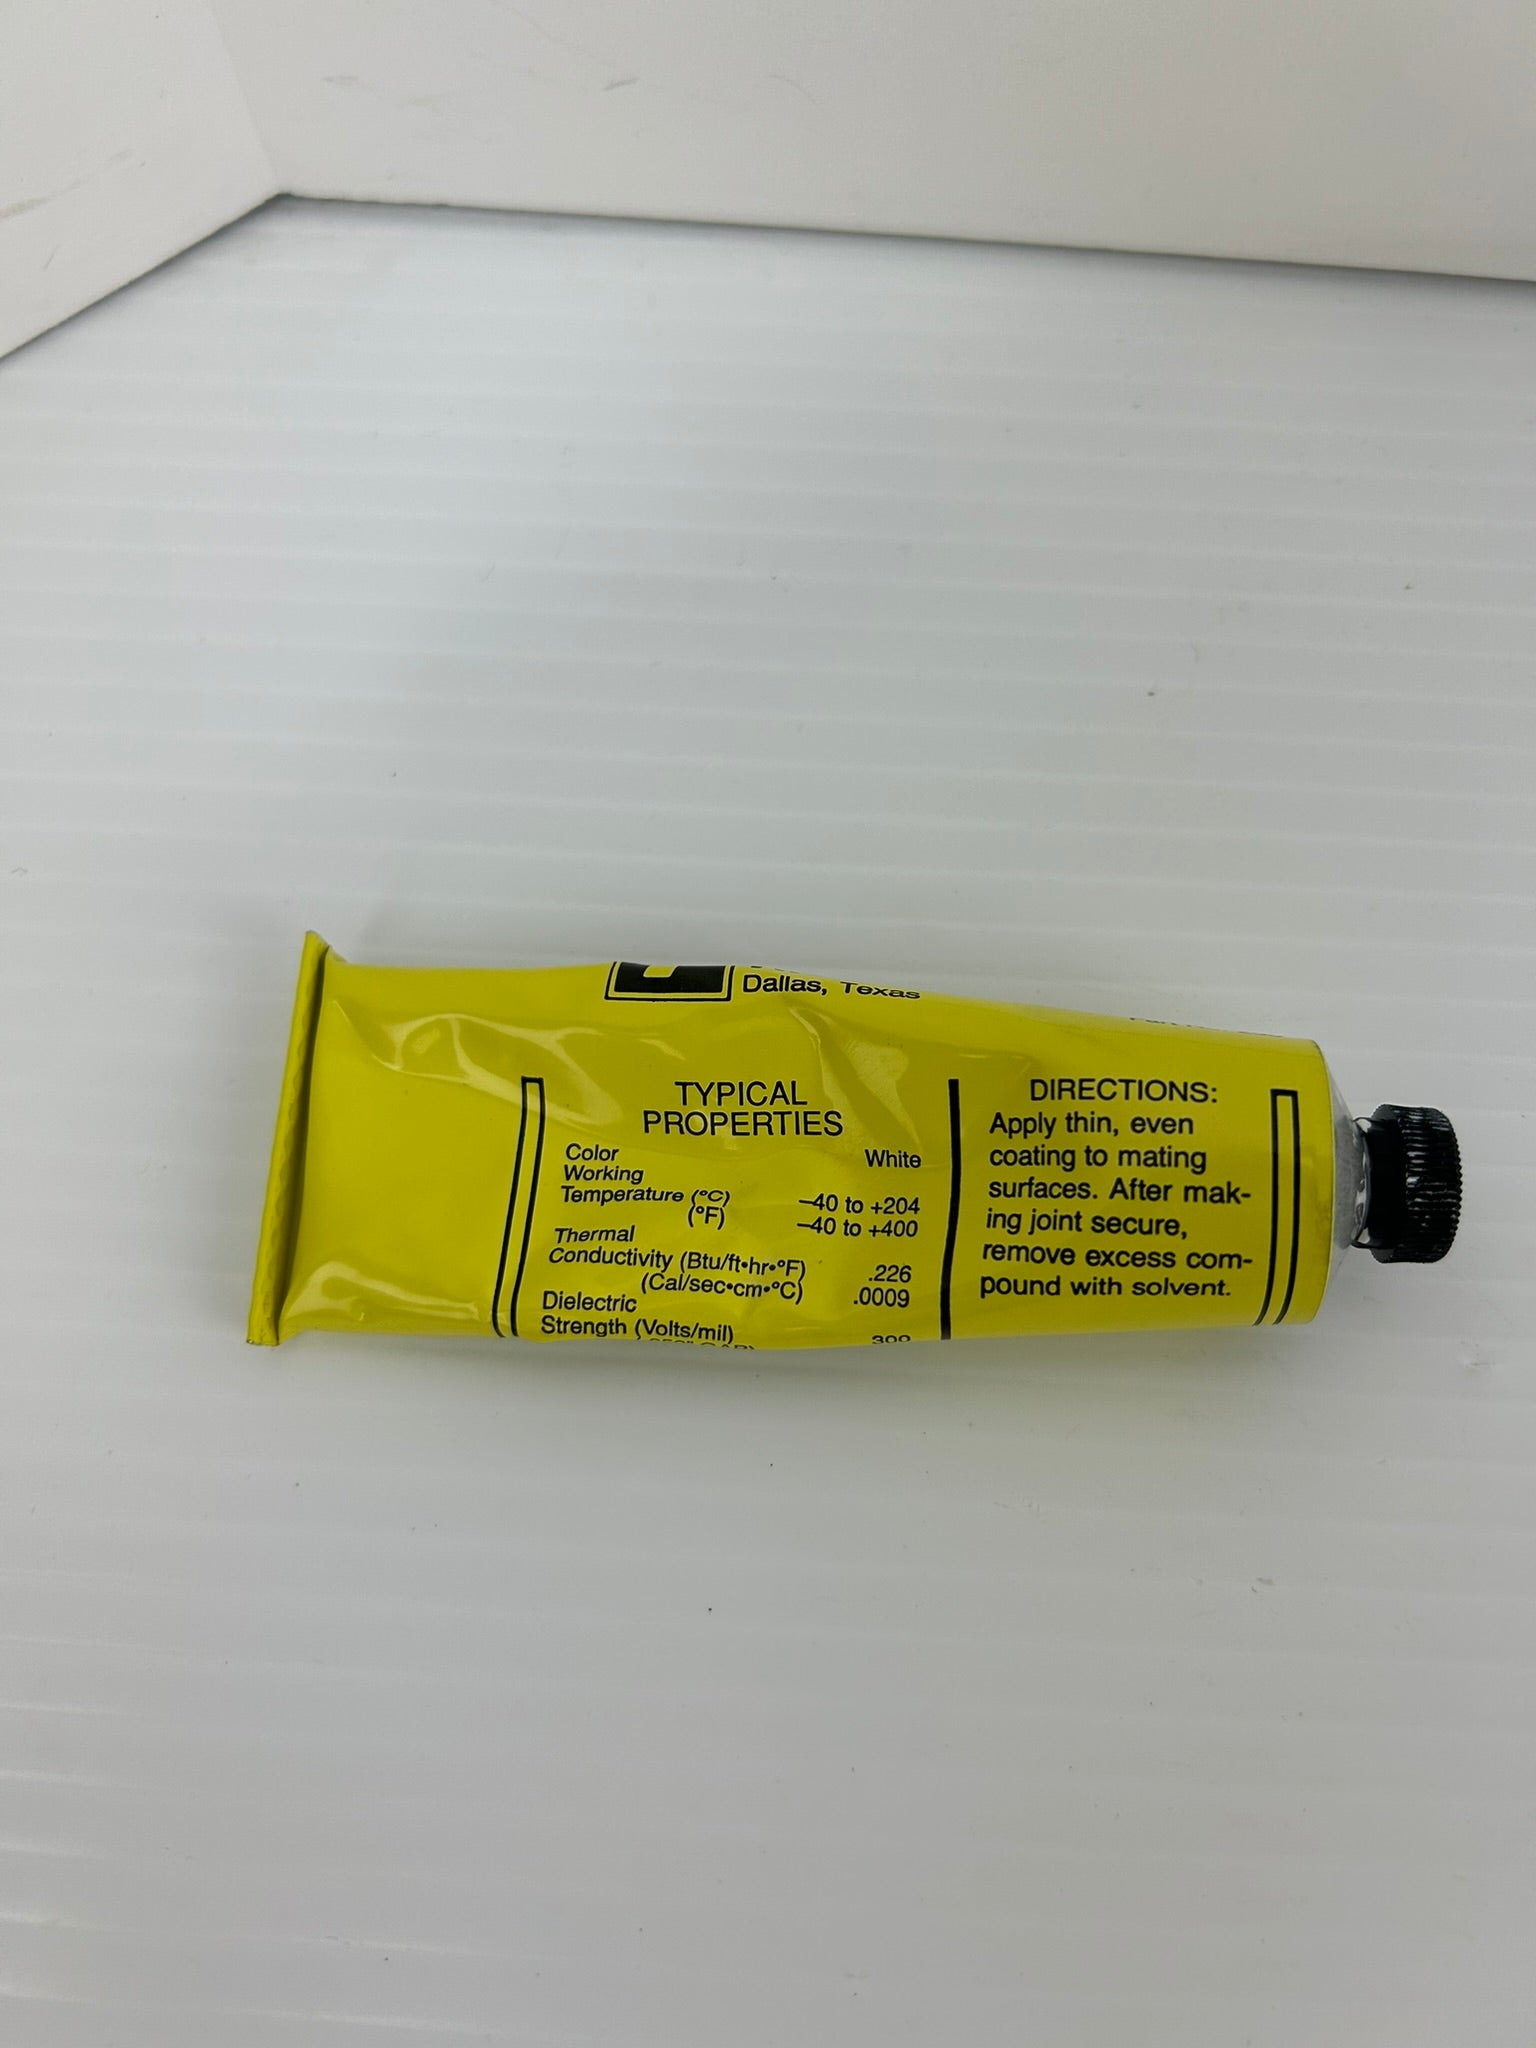 Dallas, Texas
TYPICAL
PROPERTIES
Color White
Working
Temperature (°C) –40 to +204
(°F) –40 to +400
Thermal
Conductivity (Btu/ft•hr•°F) .226
(Cal/sec•cm•°C) .0009
Dielectric
Strength (Volts/mil) 300
DIRECTIONS:
Apply thin, even
coating to mating
surfaces. After mak-
ing joint secure,
remove excess com-
pound with solvent.